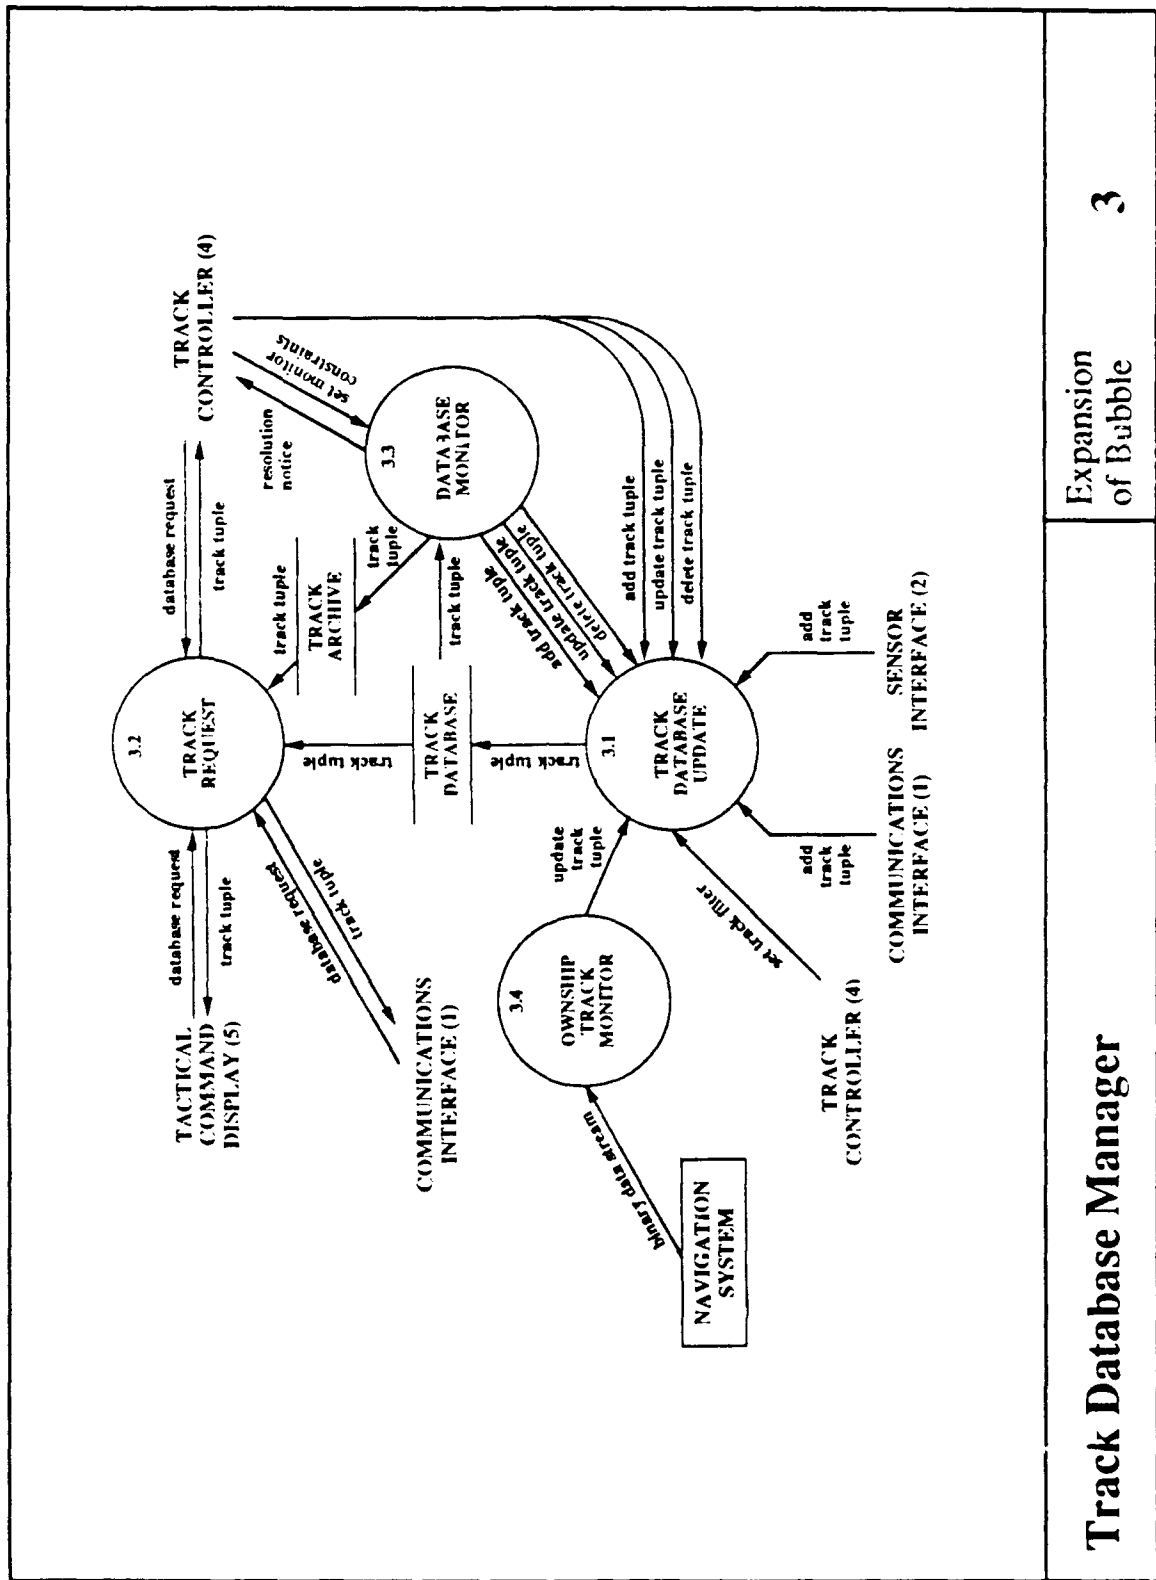 TACTICAL
COMMAND
DISPLAY (5)
database request
track tuple
3.2
TRACK
REQUEST
database request
track tuple
TRACK
CONTROLLER (4)
database request
track tuple
COMMUNICATIONS
INTERFACE (1)
track tuple
TRACK
ARCHIVE
track
tuple
resolution
notice
set monitor
constraints
track tuple
TRACK
DATABASE
track tuple
track tuple
3.3
DATABASE
MONITOR
add track tuple
update track tuple
delete track tuple
3.4
OWNSHIP
TRACK
MONITOR
update
track
tuple
3.1
TRACK
DATABASE
UPDATE
add track tuple
update track tuple
delete track tuple
binary data stream
NAVIGATION
SYSTEM
set track filter
TRACK
CONTROLLER (4)
add
track
tuple
COMMUNICATIONS
INTERFACE (1)
add
track
tuple
SENSOR
INTERFACE (2)
Track Database Manager
Expansion
of Bubble
3